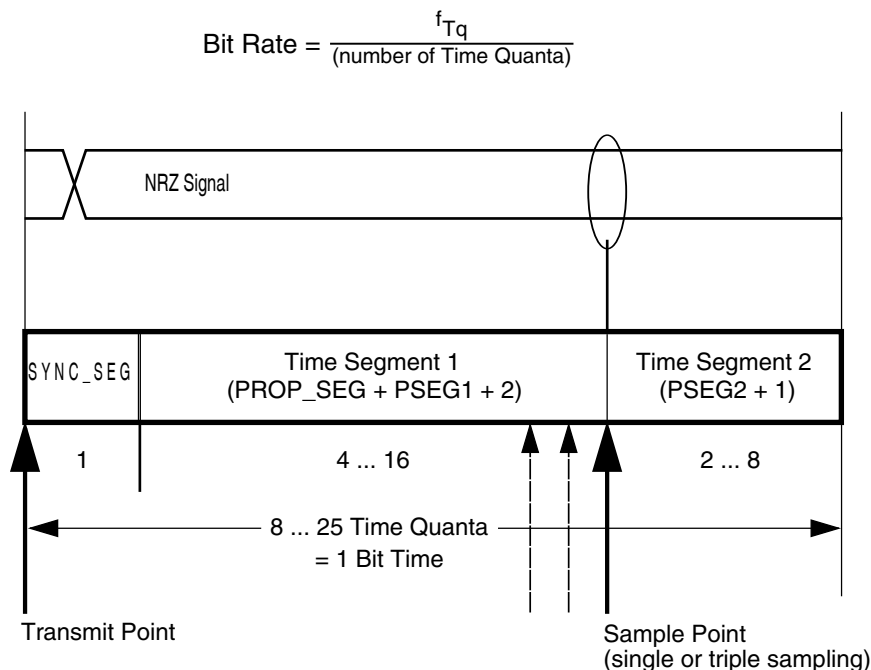 Bit Rate = fTq
(number of Time Quanta)
NRZ Signal
SYNC_SEG
Time Segment 1
(PROP_SEG + PSEG1 + 2)
Time Segment 2
(PSEG2 + 1)
1
4 ... 16
2 ... 8
8 ... 25 Time Quanta
= 1 Bit Time
Transmit Point
Sample Point
(single or triple sampling)